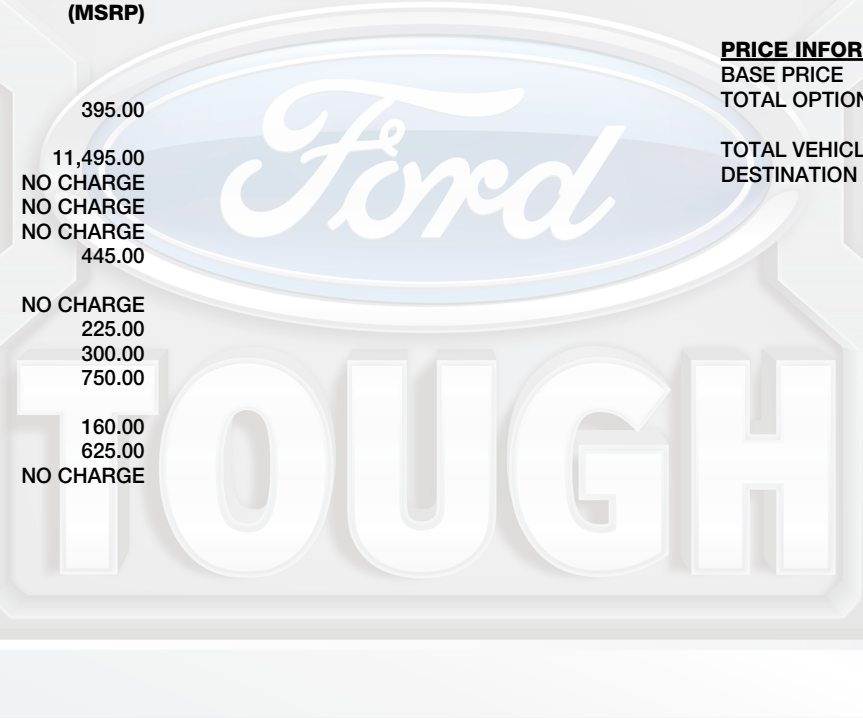 (MSRP)
395.00
11,495.00
NO CHARGE
NO CHARGE
NO CHARGE
445.00
NO CHARGE
225.00
300.00
750.00
160.00
625.00
NO CHARGE
PRICE INFOR
BASE PRICE
TOTAL OPTION
TOTAL VEHICL
DESTINATION
Ford
TOUGH